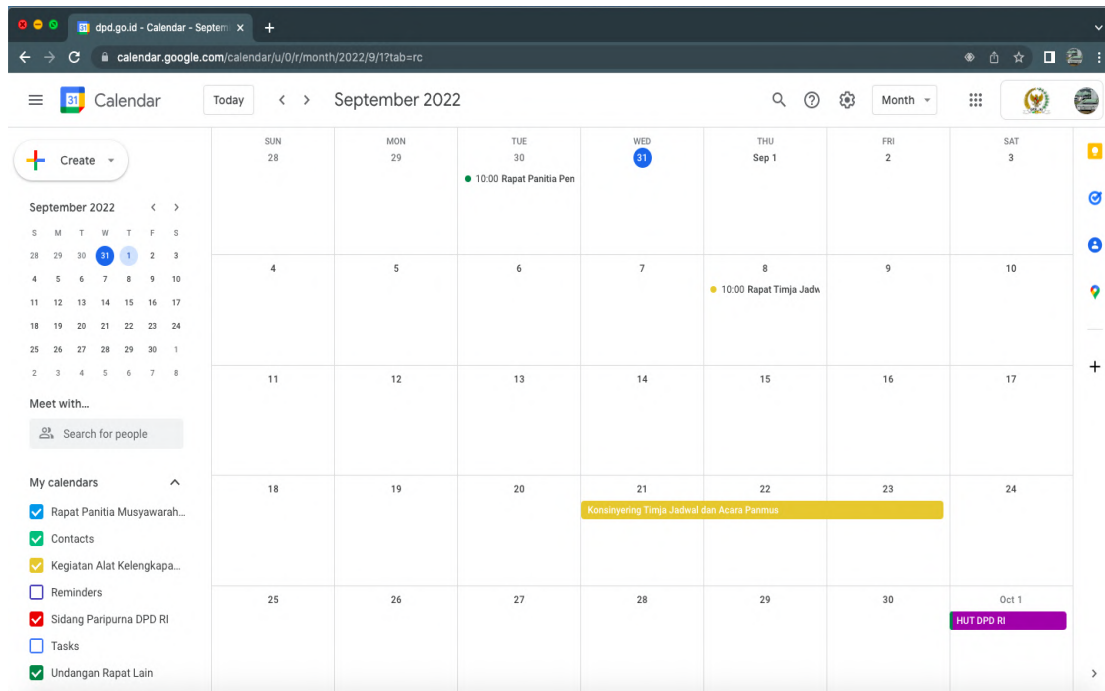 dpd.go.id - Calendar - Septem
calendar.google.com/calendar/u/0/r/month/2022/9/1?tab=rc
31 Calendar Today September 2022 Month
Create
September 2022
S M T W T F S
28 29 30 31 1 2 3
4 5 6 7 8 9 10
11 12 13 14 15 16 17
18 19 20 21 22 23 24
25 26 27 28 29 30 1
2 3 4 5 6 7 8
Meet with...
Search for people
My calendars
Rapat Panitia Musyawarah...
Contacts
Kegiatan Alat Kelengkapa...
Reminders
Sidang Paripurna DPD RI
Tasks
Undangan Rapat Lain
SUN MON TUE WED THU FRI SAT
28 29 30 31 Sep 1 2 3
10:00 Rapat Panitia Pen
4 5 6 7 8 9 10
10:00 Rapat Timja Jadw
11 12 13 14 15 16 17
18 19 20 21 22 23 24
Konsinyering Timja Jadwal dan Acara Panmus
25 26 27 28 29 30 Oct 1
HUT DPD RI